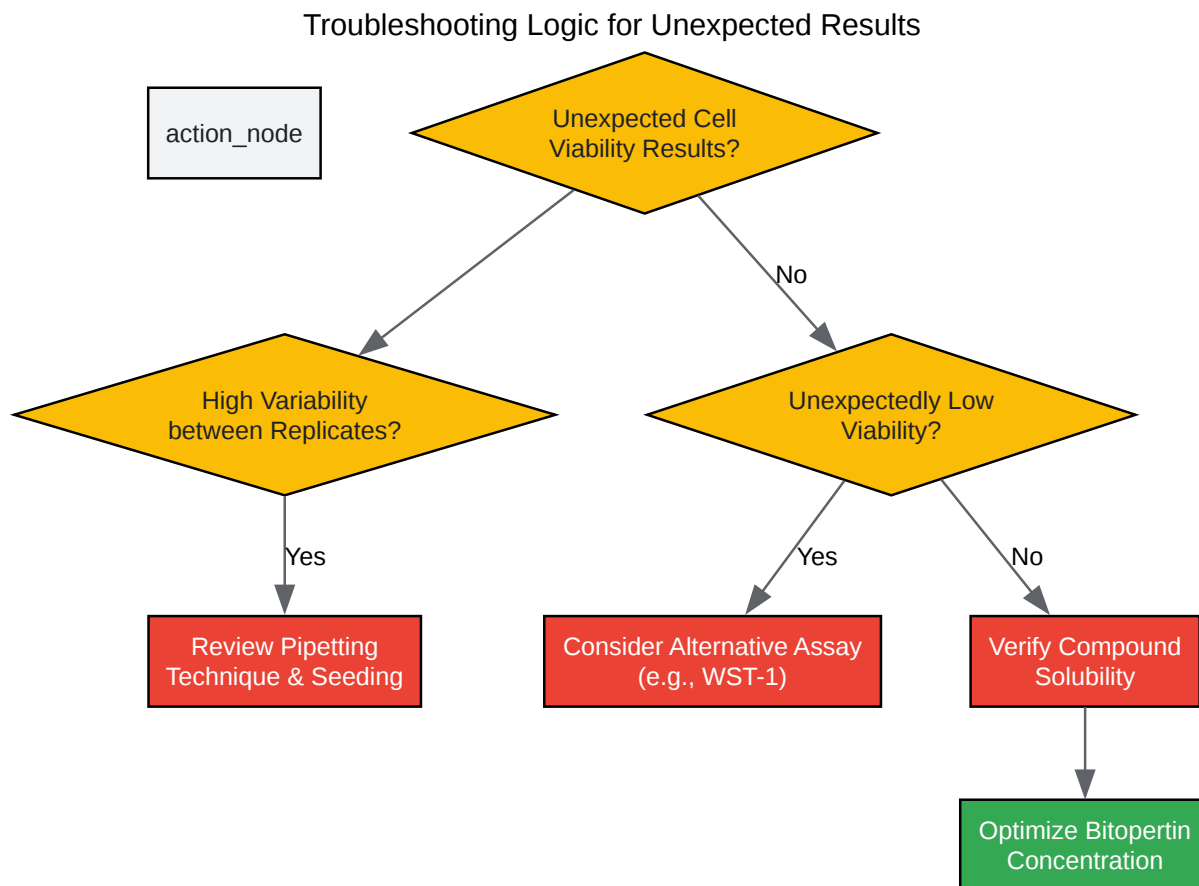 Troubleshooting Logic for Unexpected Results
action_node
Unexpected Cell
Viability Results?
No
High Variability
between Replicates?
Unexpectedly Low
Viability?
Yes
Yes
No
Review Pipetting
Technique & Seeding
Consider Alternative Assay
(e.g., WST-1)
Verify Compound
Solubility
Optimize Bitopertin
Concentration